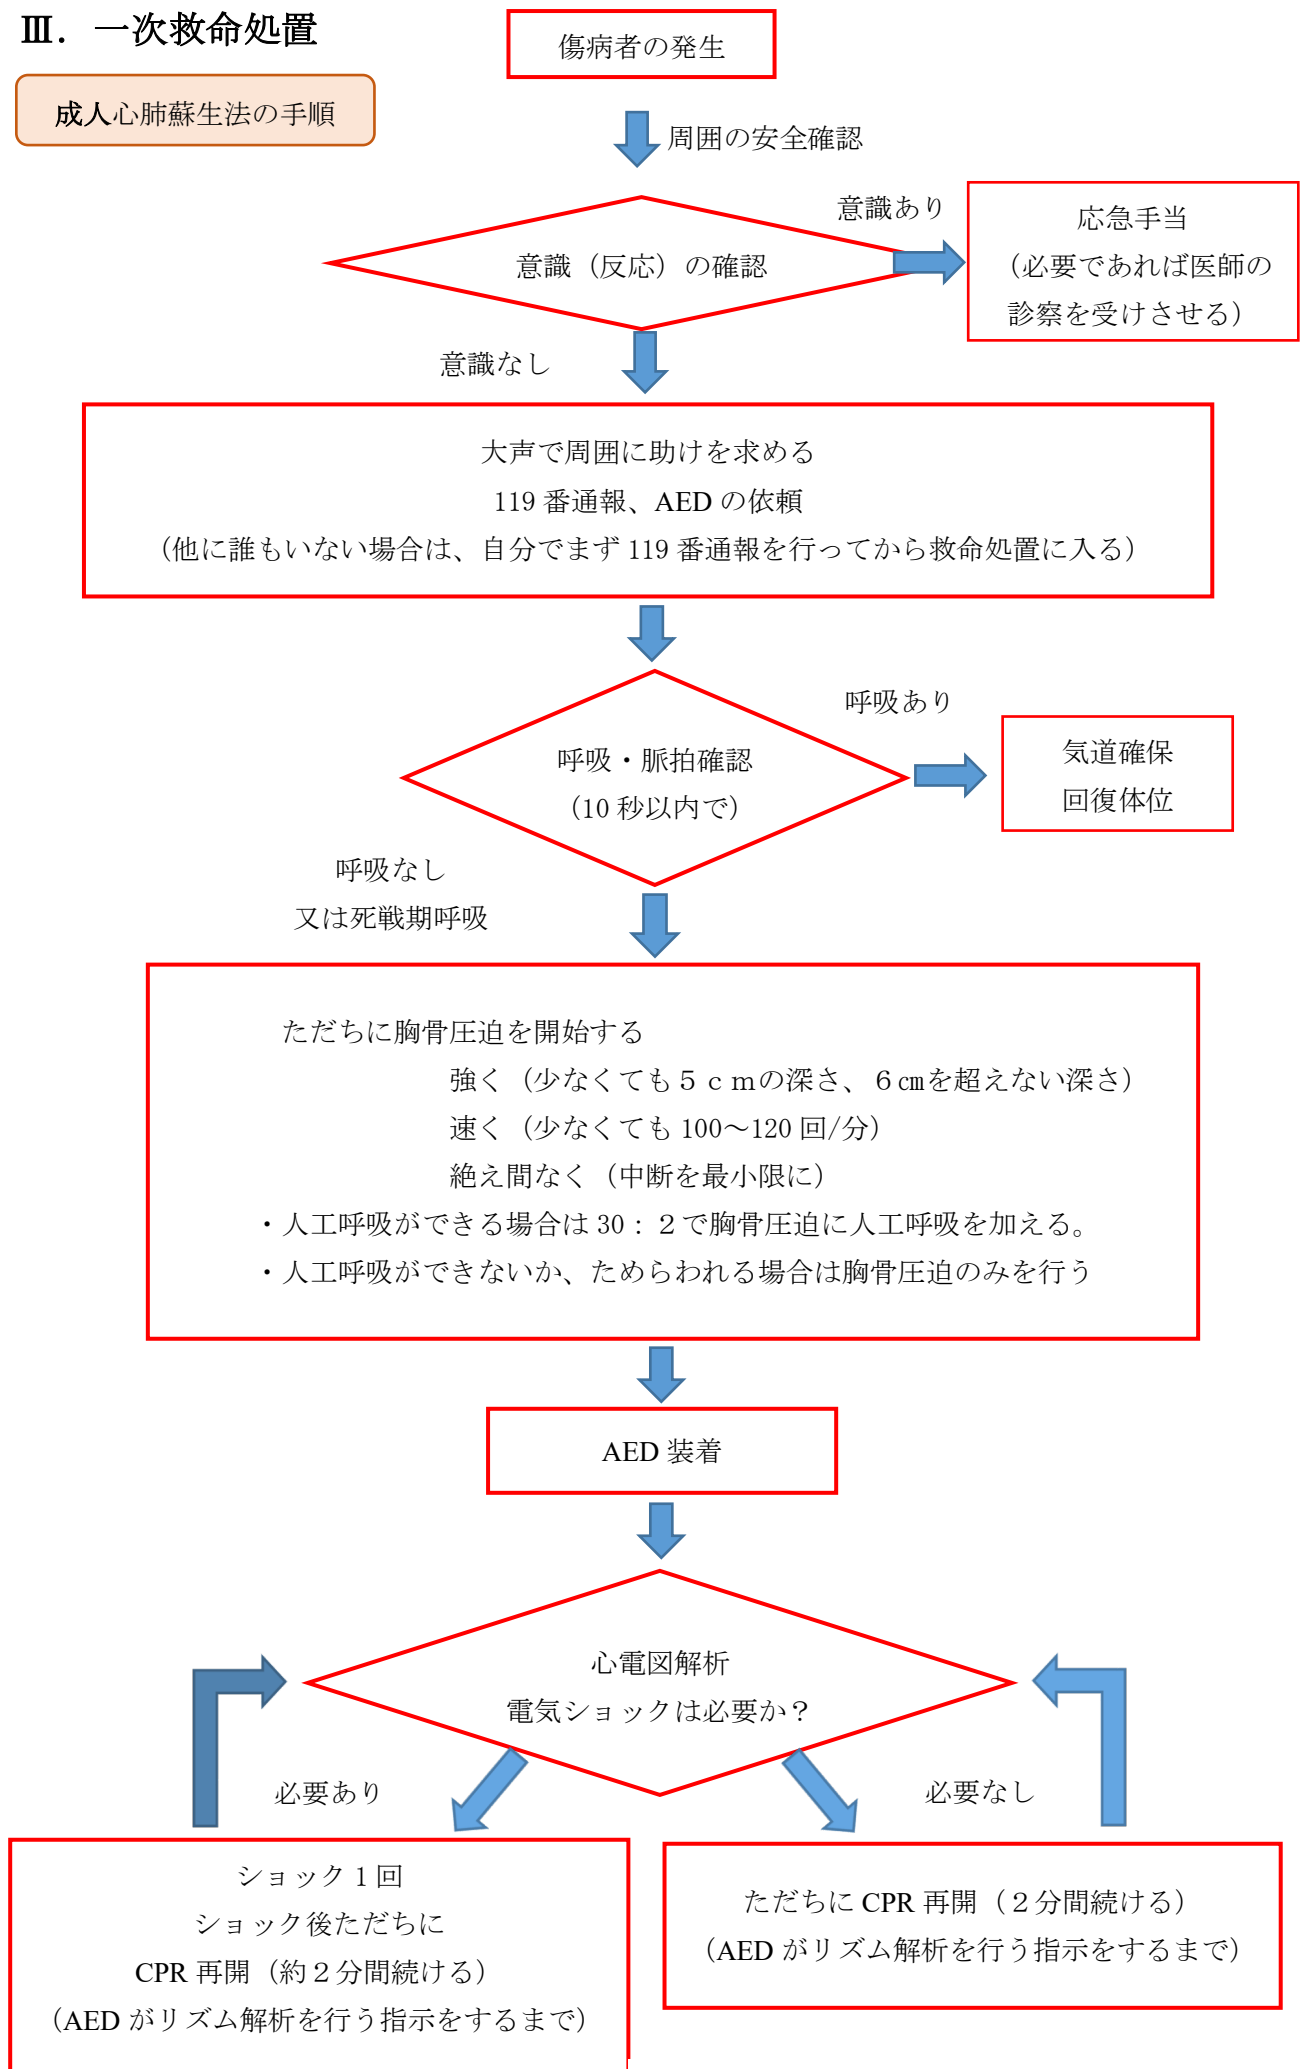 Ⅲ．一次救命処置
傷病者の発生
成人心肺蘇生法の手順
周囲の安全確認
意識あり
意識（反応）の確認
応急手当
（必要であれば医師の
診察を受けさせる）
意識なし
大声で周囲に助けを求める
119 番通報、AED の依頼
（他に誰もいない場合は、自分でまず 119 番通報を行ってから救命処置に入る）
呼吸あり
呼吸・脈拍確認
（10 秒以内で）
気道確保
回復体位
呼吸なし
又は死戦期呼吸
ただちに胸骨圧迫を開始する
強く（少なくても５ｃｍの深さ、６㎝を超えない深さ）
速く（少なくても 100～120 回/分）
絶え間なく（中断を最小限に）
・人工呼吸ができる場合は 30：２で胸骨圧迫に人工呼吸を加える。
・人工呼吸ができないか、ためらわれる場合は胸骨圧迫のみを行う
AED 装着
心電図解析
電気ショックは必要か？
必要あり
必要なし
ショック１回
ショック後ただちに
CPR 再開（約２分間続ける）
（AED がリズム解析を行う指示をするまで）
ただちに CPR 再開（２分間続ける）
（AED がリズム解析を行う指示をするまで）